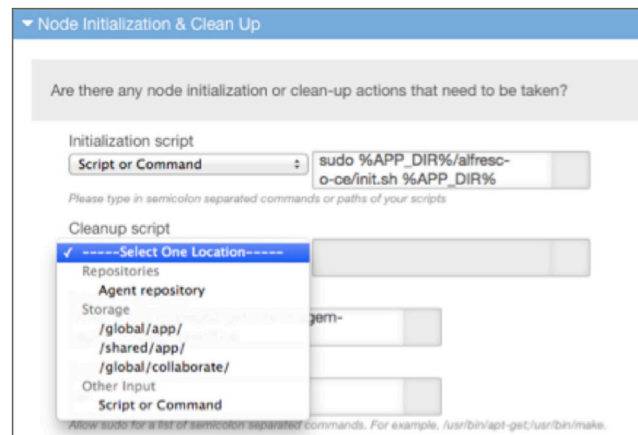 Node Initialization & Clean Up
Are there any node initialization or clean-up actions that need to be taken?
Initialization script
Script or Command
sudo %APP_DIR%/alfresc-
o-ce/init.sh %APP_DIR%
Please type in semicolon separated commands or paths of your scripts
Cleanup script
✓ -----Select One Location-----
Repositories
Agent repository
Storage
/global/app/
/shared/app/
/global/collaborate/
Other Input
Script or Command
gem-
Allow sudo for a list of semicolon separated commands. For example, /usr/bin/apt-get;/usr/bin/make.